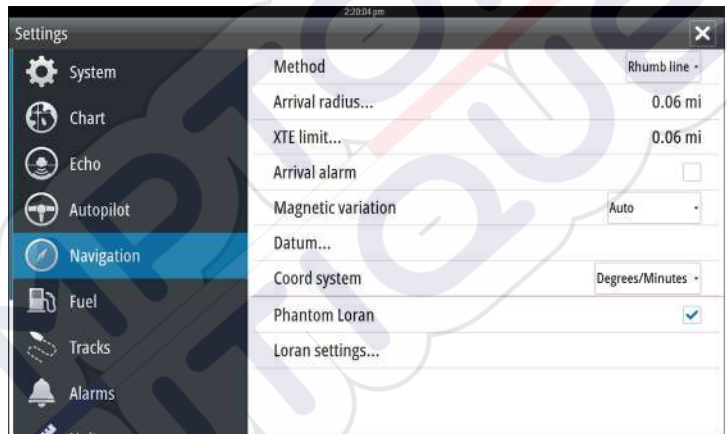 2:20:04 pm
Settings
System
Chart
Echo
Autopilot
Navigation
Fuel
Tracks
Alarms
Method Rhumb line
Arrival radius... 0.06 mi
XTE limit... 0.06 mi
Arrival alarm
Magnetic variation Auto
Datum...
Coord system Degrees/Minutes
Phantom Loran
Loran settings...